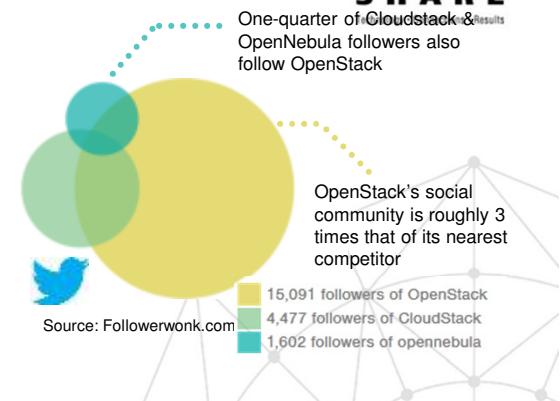 SHARE
One-quarter of Cloudstack &
OpenNebula followers also
follow OpenStack
OpenStack's social
community is roughly 3
times that of its nearest
competitor
15,091 followers of OpenStack
4,477 followers of CloudStack
1,602 followers of opennebula
Source: Followerwonk.com